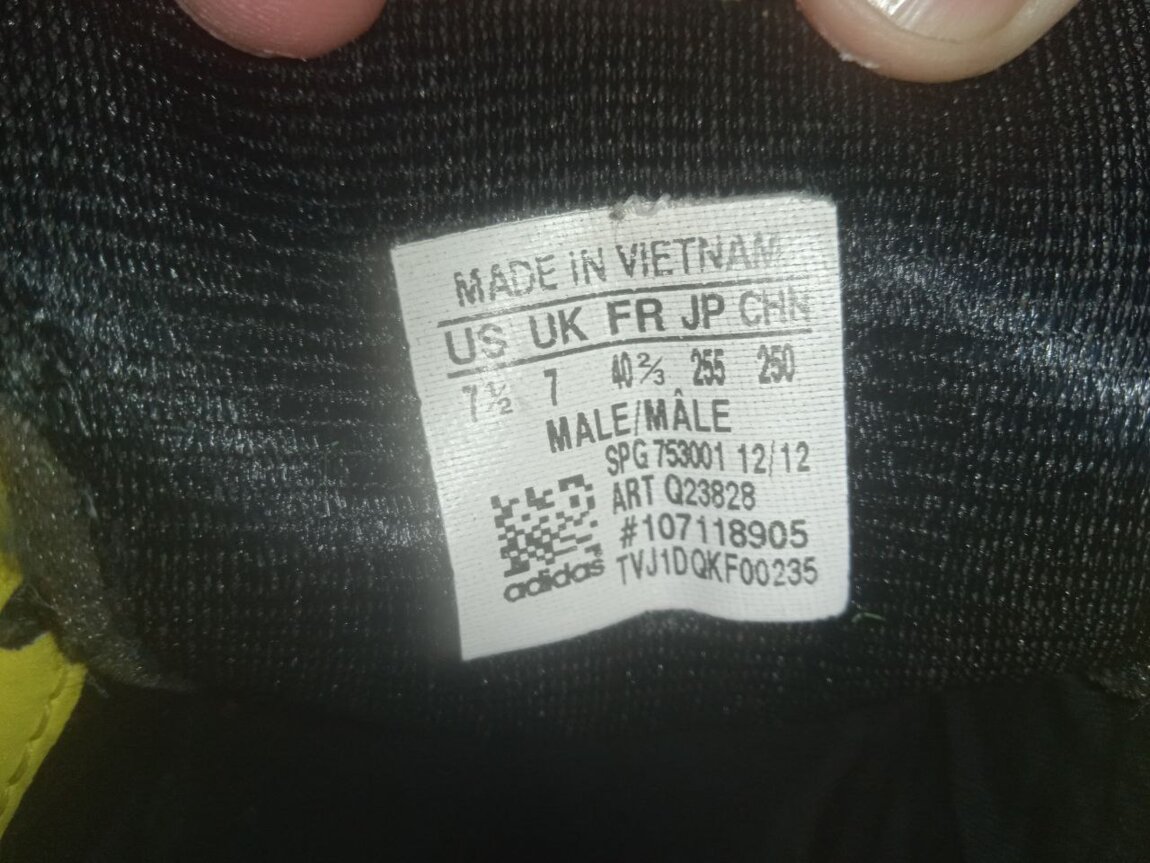 MADE IN VIETNAM
US UK FR JP CHN
7½ 7 40⅔ 255 250
MALE/MÂLE
SPG 753001 12/12
ART Q23828
#107118905
adidas TVJ1DQKF00235